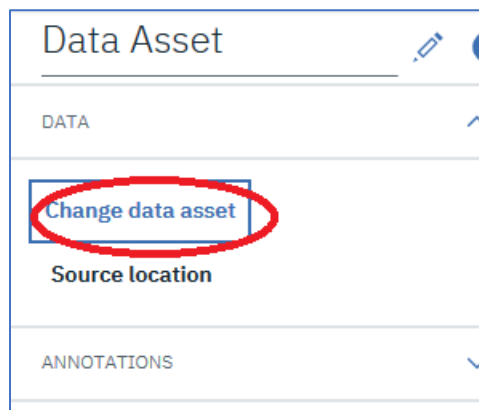 Data Asset
DATA
Change data asset
Source location
ANNOTATIONS